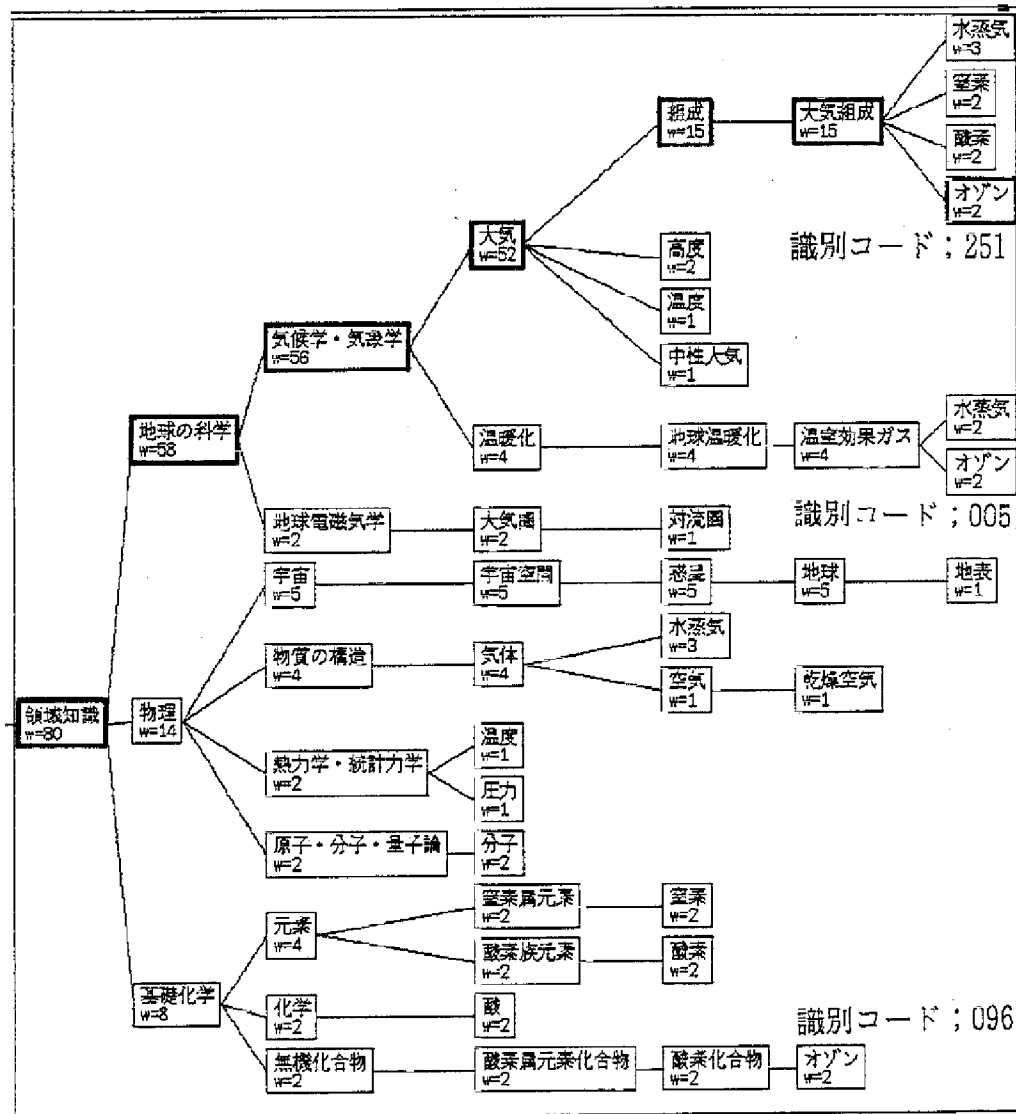 水蒸気
w=3
窒素
w=2
酸素
w=2
オゾン
w=2
識別コード；251
組成
w=15
大気組成
w=15
大気
w=52
高度
w=2
温度
w=1
中性大気
w=1
気候学・気象学
w=56
地球の科学
w=58
温暖化
w=4
地球温暖化
w=4
温室効果ガス
w=4
水蒸気
w=2
オゾン
w=2
識別コード；005
地球電磁気学
w=2
大気圏
w=2
対流圏
w=1
宇宙
w=5
宇宙空間
w=5
惑星
w=5
地球
w=5
地表
w=1
物質の構造
w=4
気体
w=4
水蒸気
w=3
空気
w=1
乾燥空気
w=1
領域知識
w=80
物理
w=14
熱力学・統計力学
w=2
温度
w=1
圧力
w=1
原子・分子・量子論
w=2
分子
w=2
元素
w=4
窒素属元素
w=2
窒素
w=2
酸素族元素
w=2
酸素
w=2
基礎化学
w=8
化学
w=2
酸
w=2
識別コード；096
無機化合物
w=2
酸素属元素化合物
w=2
酸素化合物
w=2
オゾン
w=2